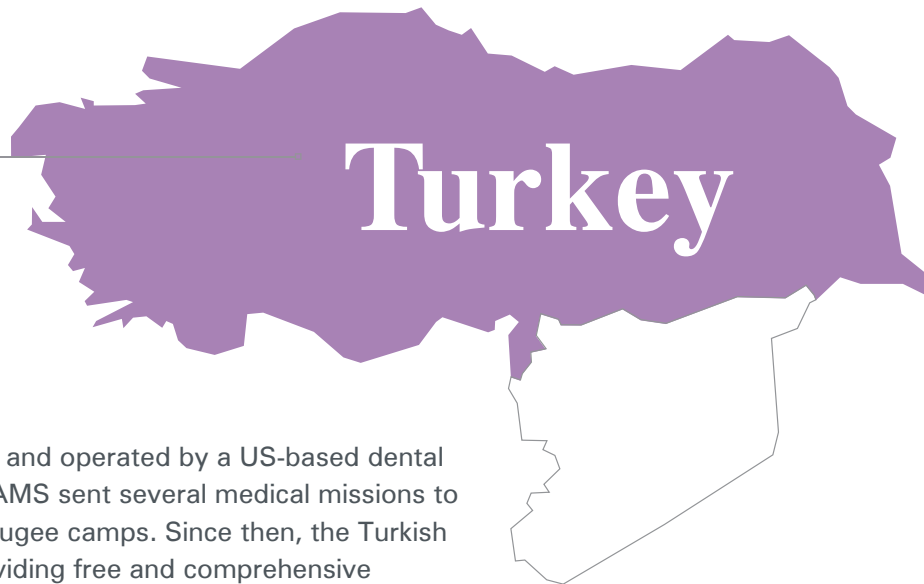 Turkey
and operated by a US-based dental
AMS sent several medical missions to
ugee camps. Since then, the Turkish
viding free and comprehensive